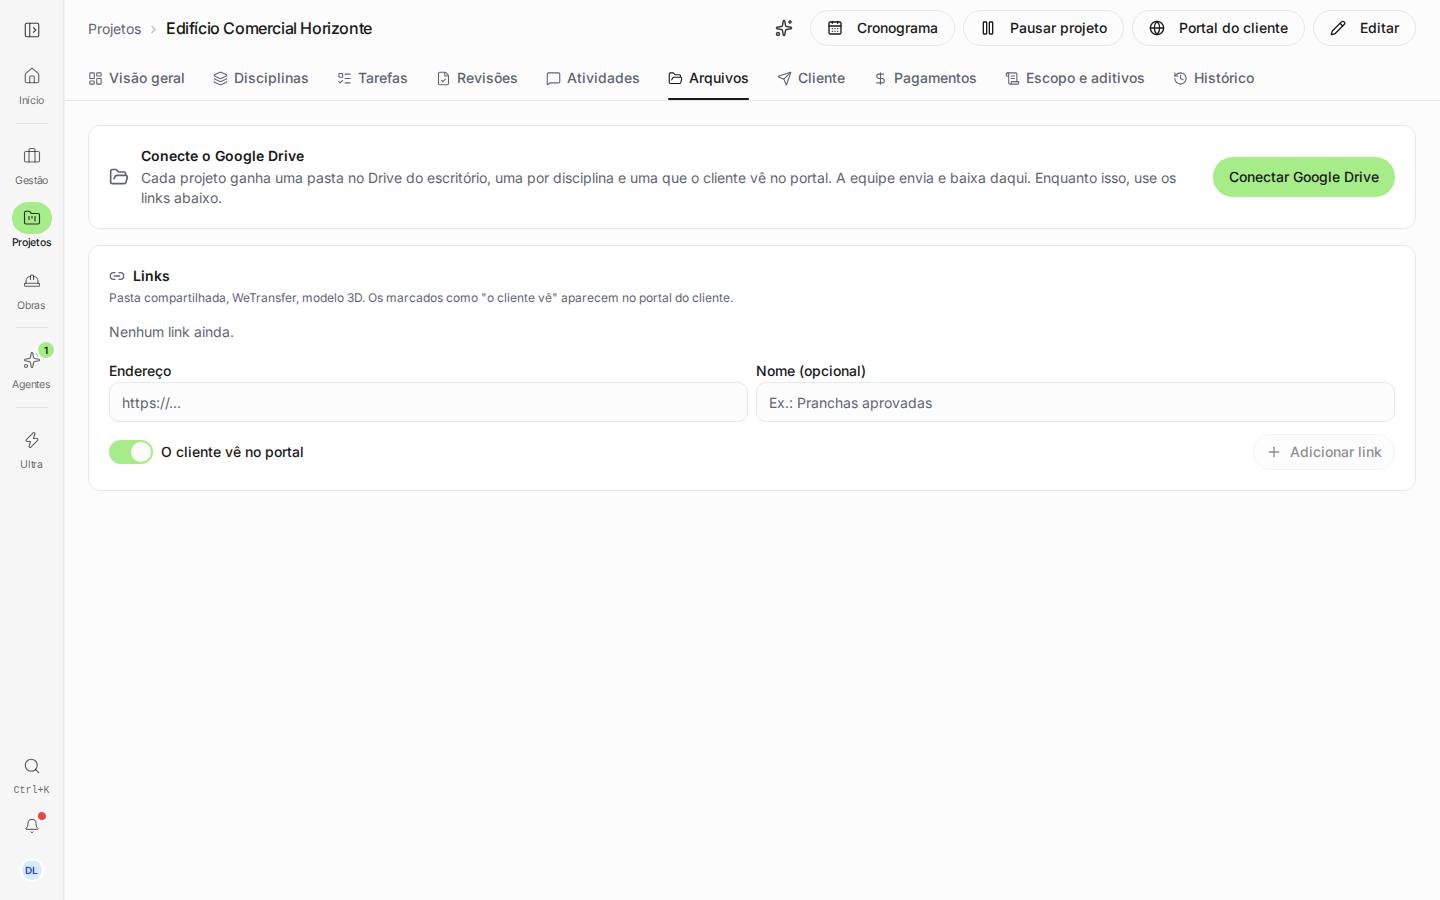 Projetos › Edifício Comercial Horizonte
Cronograma
Pausar projeto
Portal do cliente
Editar
Visão geral
Disciplinas
Tarefas
Revisões
Atividades
Arquivos
Cliente
Pagamentos
Escopo e aditivos
Histórico
Início
Gestão
Projetos
Obras
1
Agentes
Ultra
Ctrl+K
DL
Conecte o Google Drive
Cada projeto ganha uma pasta no Drive do escritório, uma por disciplina e uma que o cliente vê no portal. A equipe envia e baixa daqui. Enquanto isso, use os
links abaixo.
Conectar Google Drive
Links
Pasta compartilhada, WeTransfer, modelo 3D. Os marcados como "o cliente vê" aparecem no portal do cliente.
Nenhum link ainda.
Endereço
https://...
Nome (opcional)
Ex.: Pranchas aprovadas
O cliente vê no portal
Adicionar link